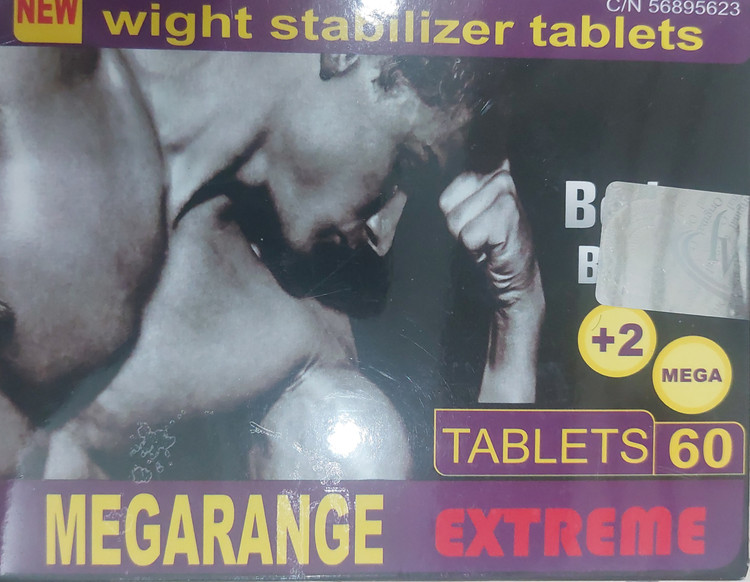 C/N 56895623
NEW
wight stabilizer tablets
+2
MEGA
TABLETS 60
MEGARANGE EXTREME